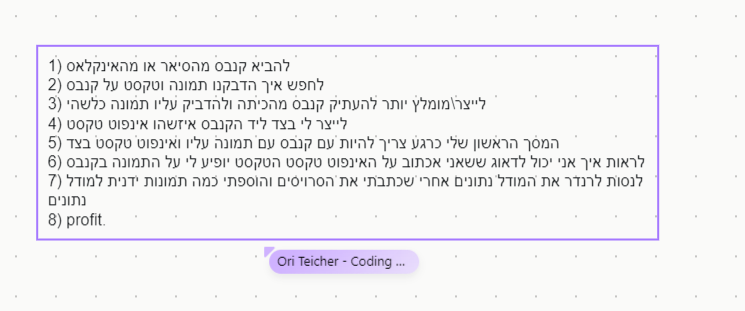 1) להביא קנבס מהסיאר או מהאינקלאס
2) לחפש איך הדבקנו תמונה וטקסט על קנבס
3) לייצר\מומלץ יותר להעתיק קנבס מהכיתה ולהדביק עליו תמונה כלשהי
4) לייצר לי בצד ליד הקנבס איזשהו אינפוט טקסט
5) המסך הראשון שלי כרגע צריך להיות עם קנבס עם תמונה עליו ואינפוט טקסט בצד
6) לראות איך אני יכול לדאוג ששאני אכתוב על האינפוט טקסט הטקסט יופיע לי על התמונה בקנבס
7) לנסות לרנדר את המודל נתונים אחרי שכתבתי את הסרויסים והוספתי כמה תמונות ידנית למודל
נתונים
8) profit.
Ori Teicher - Coding ...